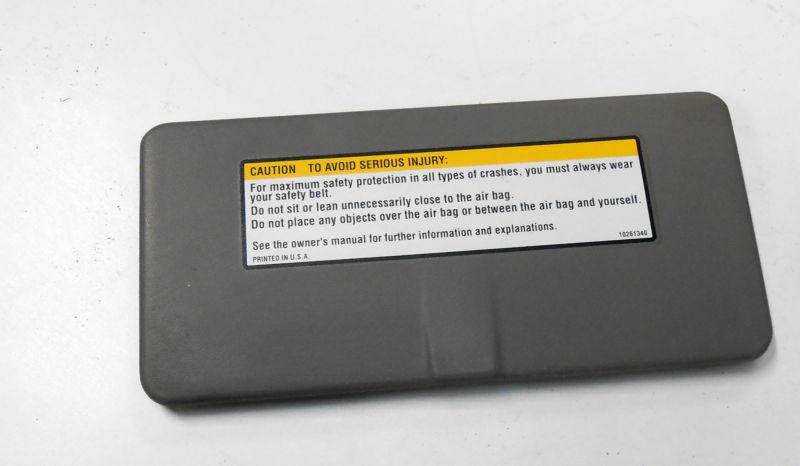 CAUTION TO AVOID SERIOUS INJURY:
For maximum safety protection in all types of crashes, you must always wear
your safety belt.
Do not sit or lean unnecessarily close to the air bag.
Do not place any objects over the air bag or between the air bag and yourself.
See the owner's manual for further information and explanations.
PRINTED IN U.S.A. 10261340